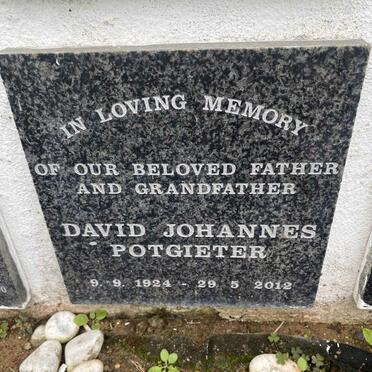 IN LOVING MEMORY
OF OUR BELOVED FATHER
AND GRANDFATHER
DAVID JOHANNES
POTGIETER
9. 9. 1924 - 29. 5 2012